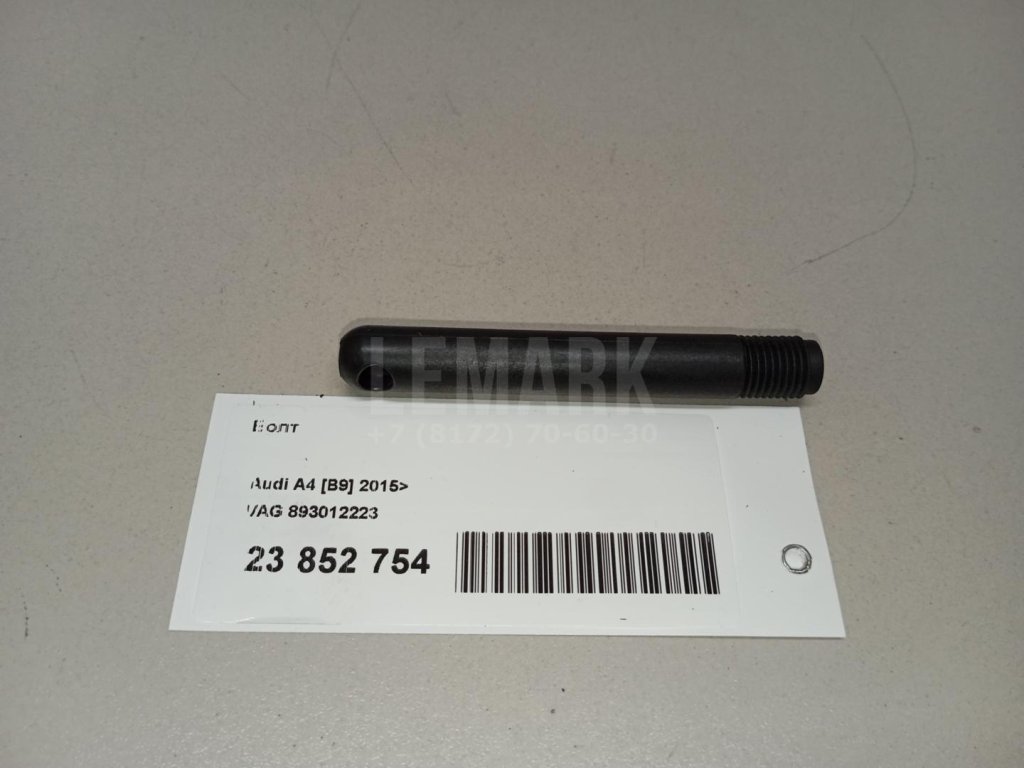 LEMARK
+7 (8172) 70-60-30
Болт
Audi A4 [B9] 2015>
VAG 893012223
23 852 754